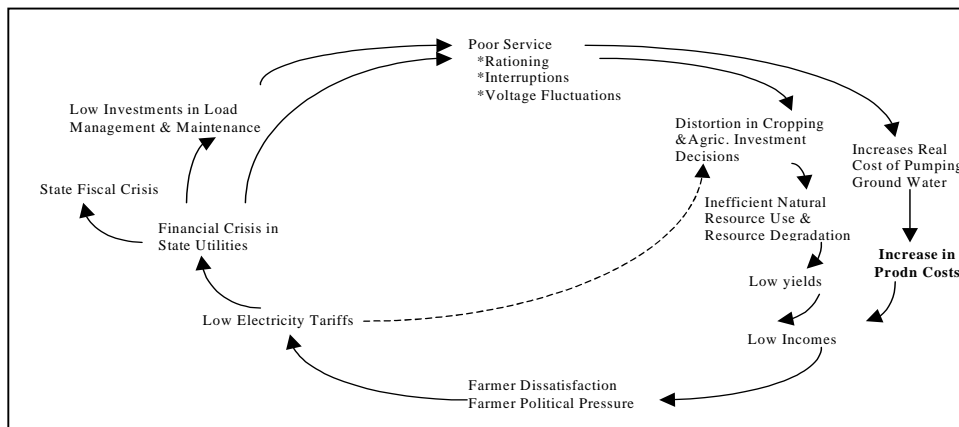 Poor Service
*Rationing
*Interruptions
*Voltage Fluctuations
Low Investments in Load
Management & Maintenance
Distortion in Cropping
&Agric. Investment
Decisions
Increases Real
Cost of Pumping
Ground Water
State Fiscal Crisis
Financial Crisis in
State Utilities
Inefficient Natural
Resource Use &
Resource Degradation
Increase in
Prodn Costs
Low yields
Low Electricity Tariffs
Low Incomes
Farmer Dissatisfaction
Farmer Political Pressure